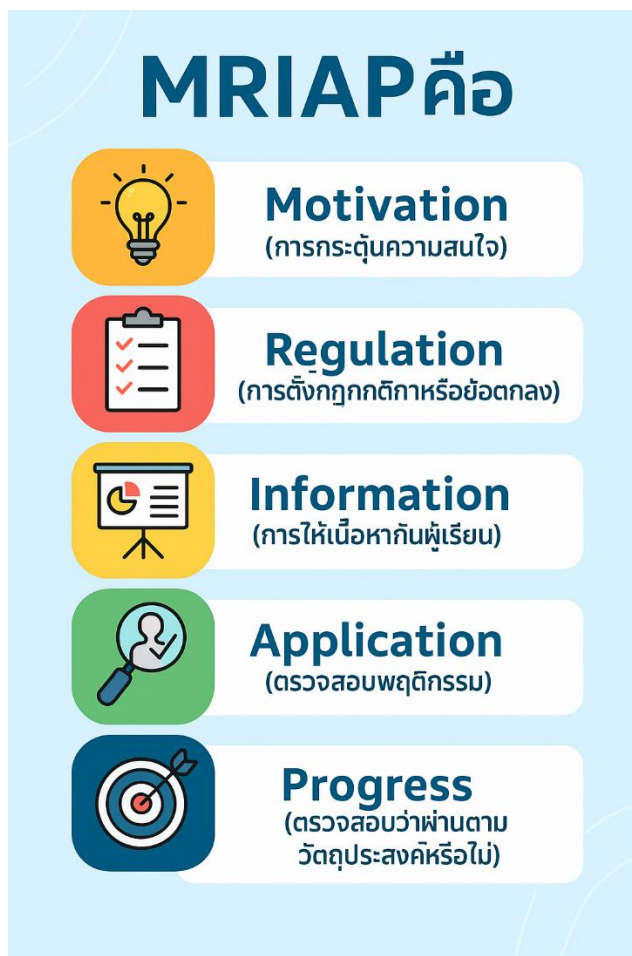 MRIAPคือ
Motivation
(การกระตุ้นความสนใจ)
Regulation
(การตั้งกฎกกติกาหรือย้อตกลง)
Information
(การให้เนื้อหากันผู้เรียน)
Application
(ตรวจสอบพฤติกรรม)
Progress
(ตรวจสอบว่าผ่านตาม
วัตถุประสงค์หรือไม่)